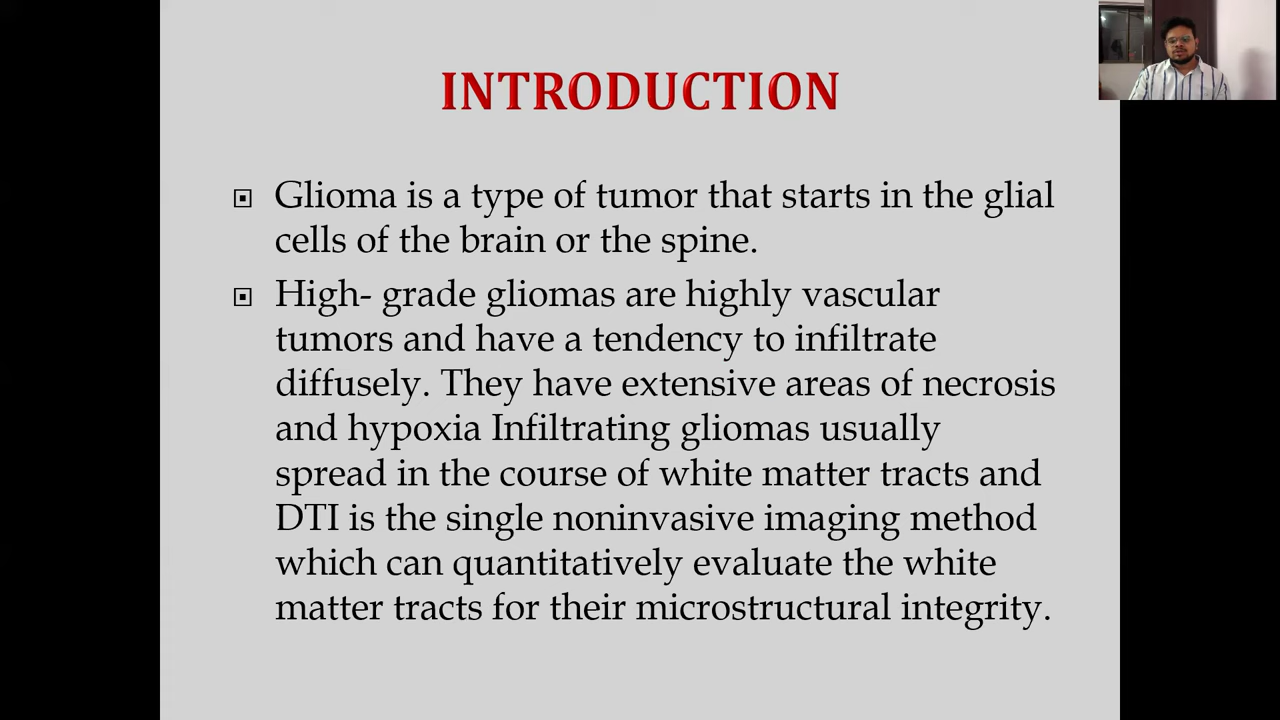 INTRODUCTION
Glioma is a type of tumor that starts in the glial
cells of the brain or the spine.
High- grade gliomas are highly vascular
tumors and have a tendency to infiltrate
diffusely. They have extensive areas of necrosis
and hypoxia Infiltrating gliomas usually
spread in the course of white matter tracts and
DTI is the single noninvasive imaging method
which can quantitatively evaluate the white
matter tracts for their microstructural integrity.